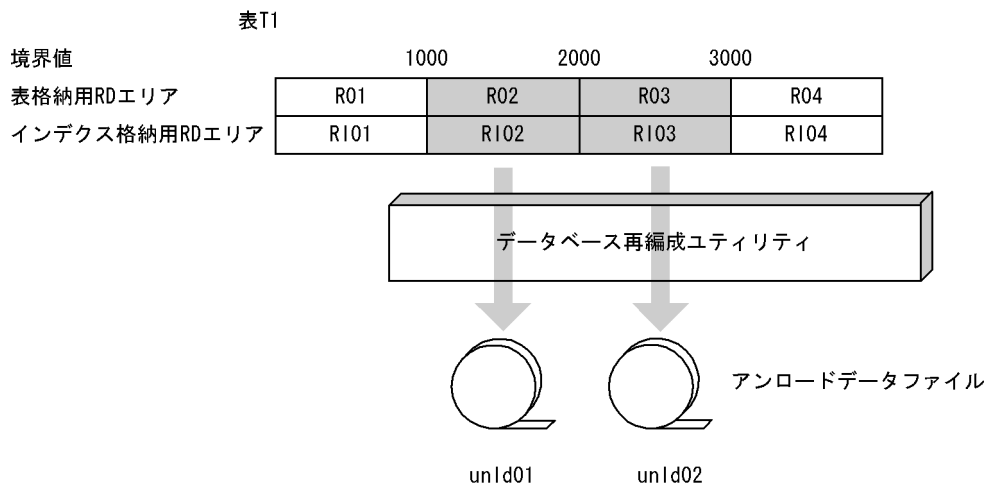 表T1
境界値 1000 2000 3000
表格納用RDエリア R01 R02 R03 R04
インデクス格納用RDエリア RI01 RI02 RI03 RI04
データベース再編成ユティリティ
アンロードデータファイル
unld01 unld02